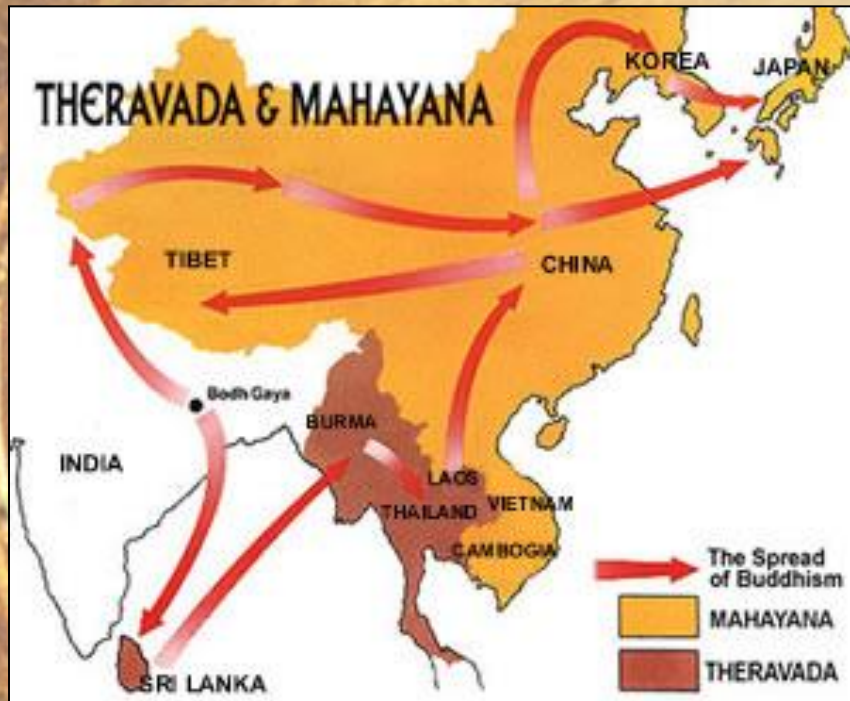 THERAVADA & MAHAYANA
KOREA
JAPAN
TIBET
CHINA
Bodh Gaya
BURMA
INDIA
LAOS
THAILAND
VIETNAM
CAMBOGIA
SRI LANKA
The Spread
of Buddhism
MAHAYANA
THERAVADA